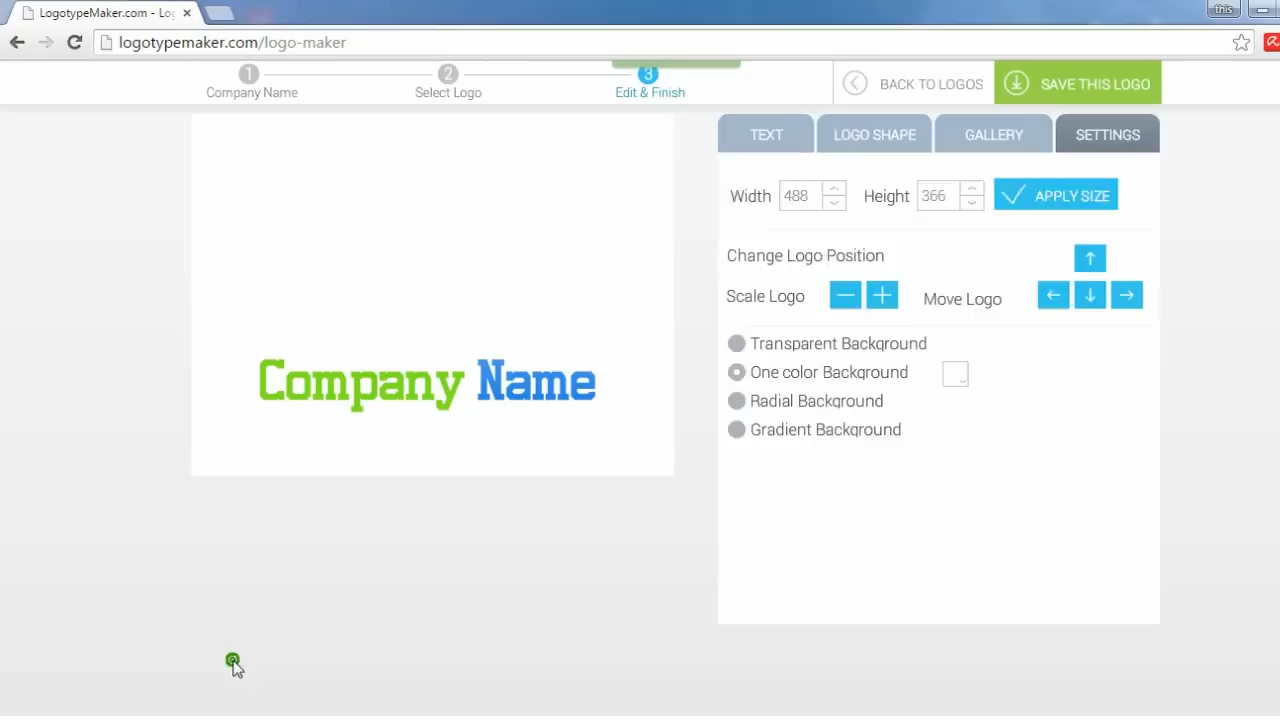 LogotypeMaker.com - Lo
this
logotypemaker.com/logo-maker
1 2 3
Company Name Select Logo Edit & Finish
BACK TO LOGOS SAVE THIS LOGO
TEXT LOGO SHAPE GALLERY SETTINGS
Width 488 Height 366 APPLY SIZE
Change Logo Position
Scale Logo Move Logo
Transparent Background
One color Background
Radial Background
Gradient Background
Company Name